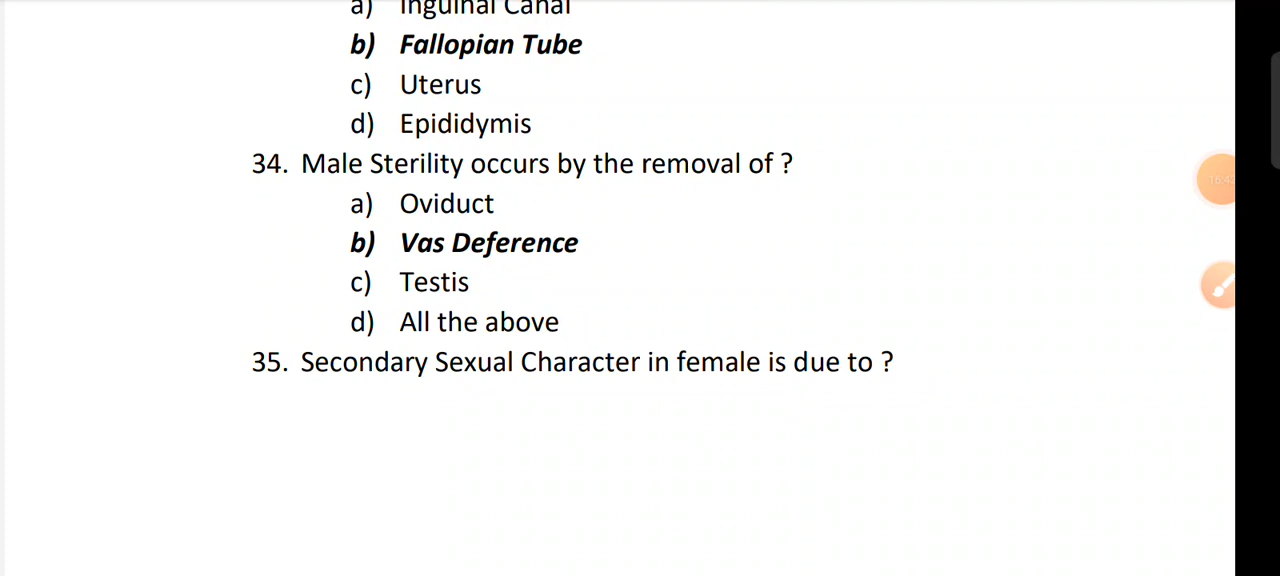 a) Inguinal Canal
b) Fallopian Tube
c) Uterus
d) Epididymis
34. Male Sterility occurs by the removal of ?
a) Oviduct
b) Vas Deference
c) Testis
d) All the above
35. Secondary Sexual Character in female is due to ?